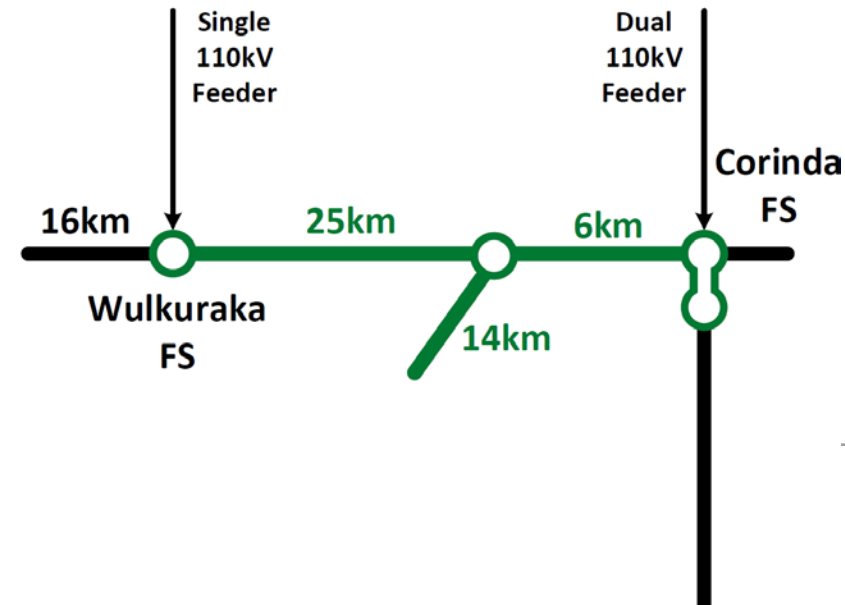 Single
110kV
Feeder
Dual
110kV
Feeder
Corinda
FS
16km
25km
6km
Wulkuraka
FS
14km